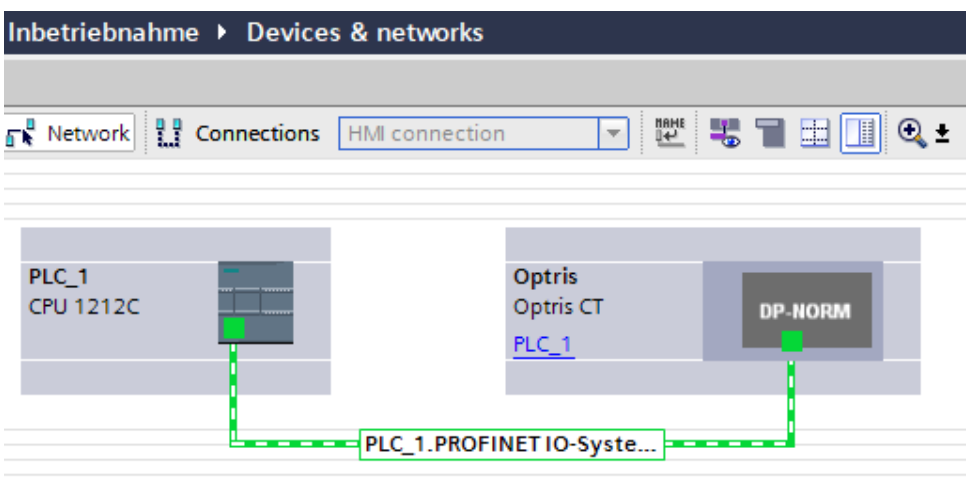 Inbetriebnahme ▸ Devices & networks
Network Connections HMI connection NAME
PLC_1
CPU 1212C
Optris
Optris CT
PLC_1
DP-NORM
PLC_1.PROFINET IO-Syste...